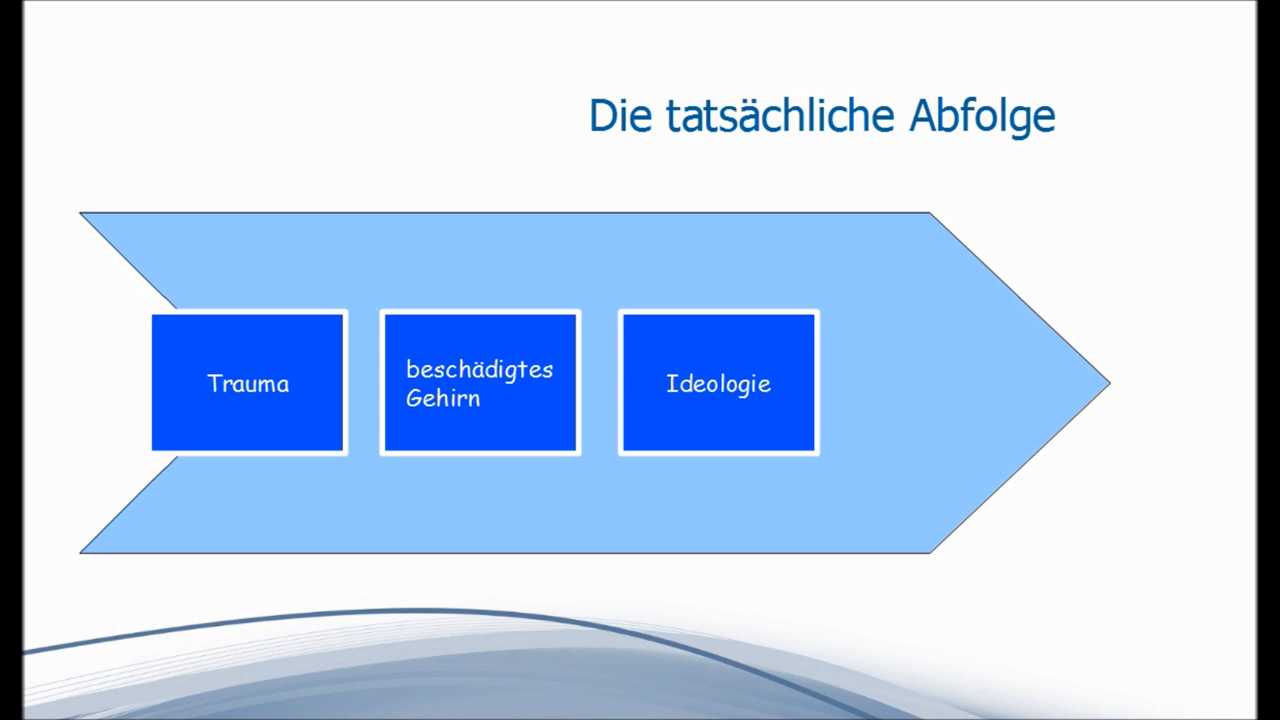 Die tatsächliche Abfolge
Trauma
beschädigtes
Gehirn
Ideologie